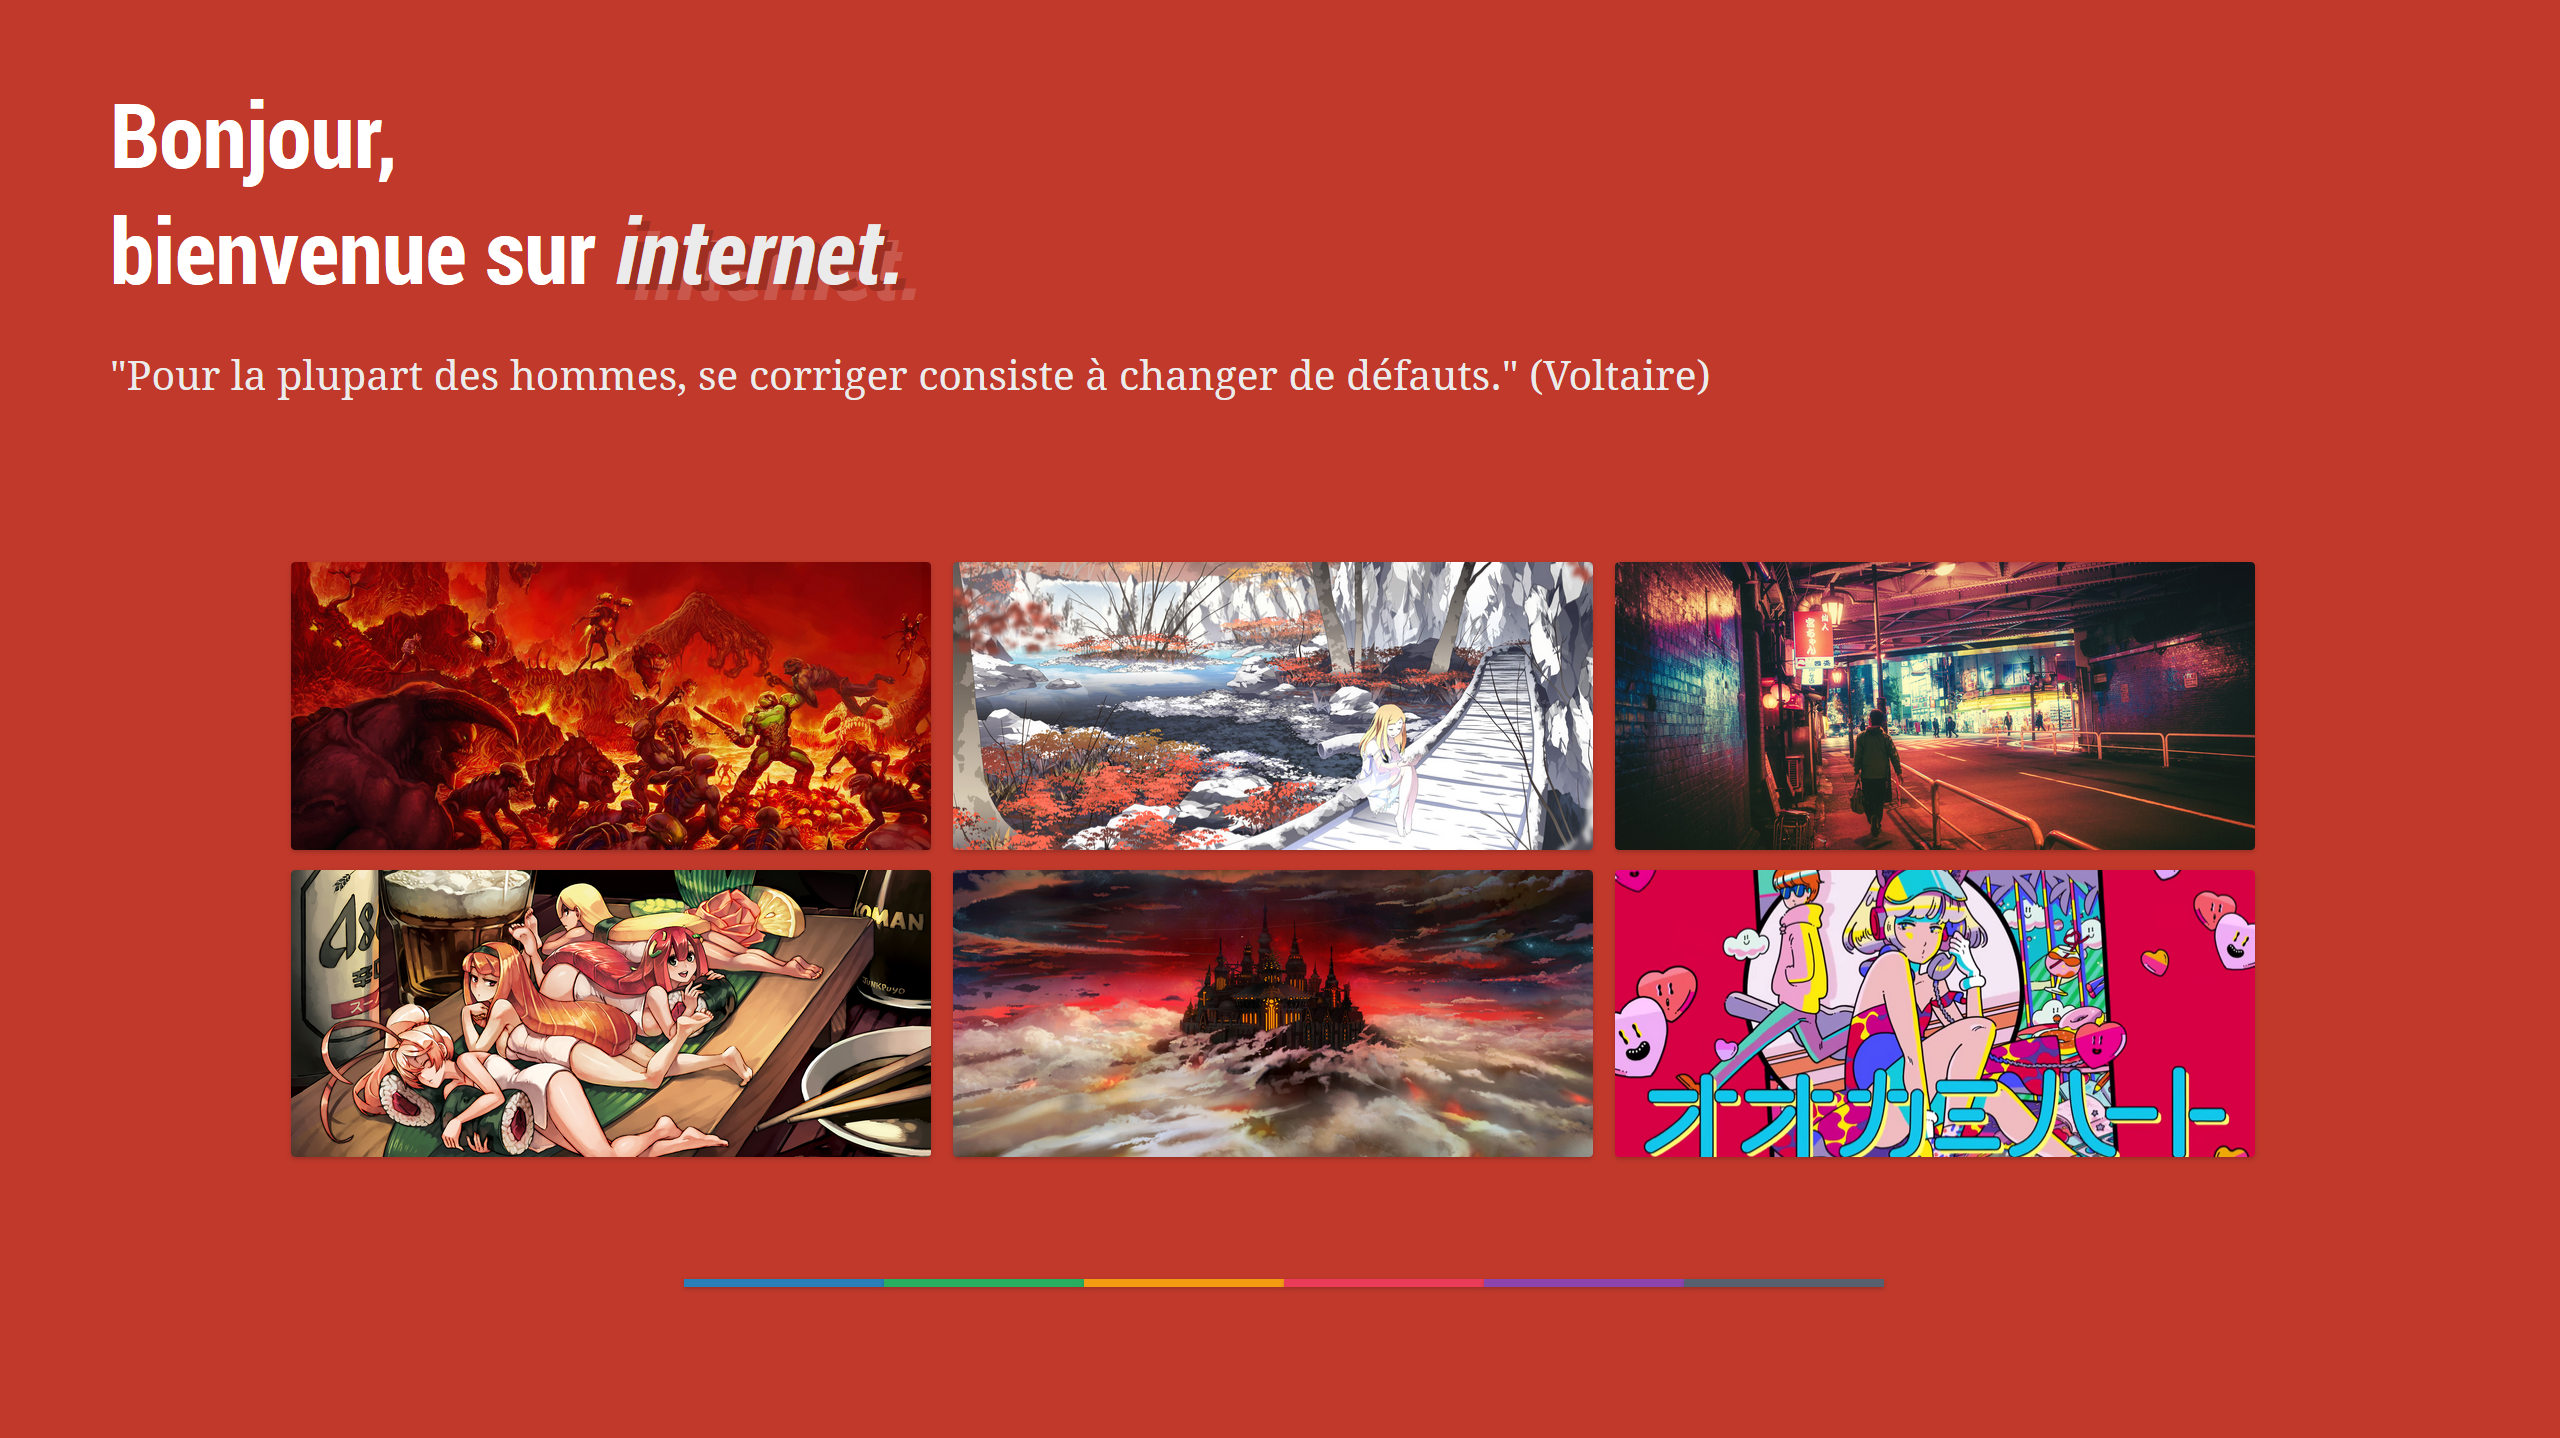 Bonjour,
bienvenue sur internet.
"Pour la plupart des hommes, se corriger consiste à changer de défauts." (Voltaire)
JUNKPUYO
オオカミハート